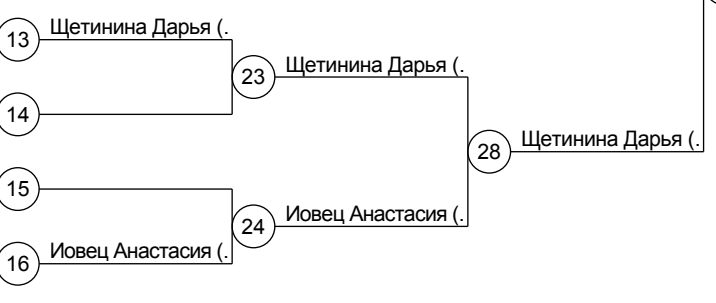 Щетинина Дарья (.
13
Щетинина Дарья (.
23
14
Щетинина Дарья (.
28
15
Иовец Анастасия (.
24
Иовец Анастасия (.
16